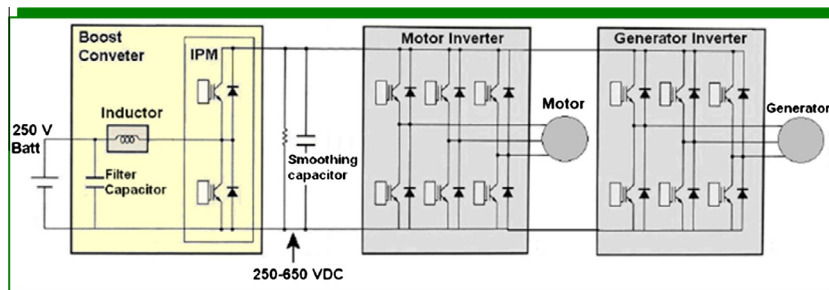 Boost
Conveter
IPM
Inductor
250 V
Batt
Filter
Capacitor
Smoothing
capacitor
250-650 VDC
Motor Inverter
Motor
Generator Inverter
Generator